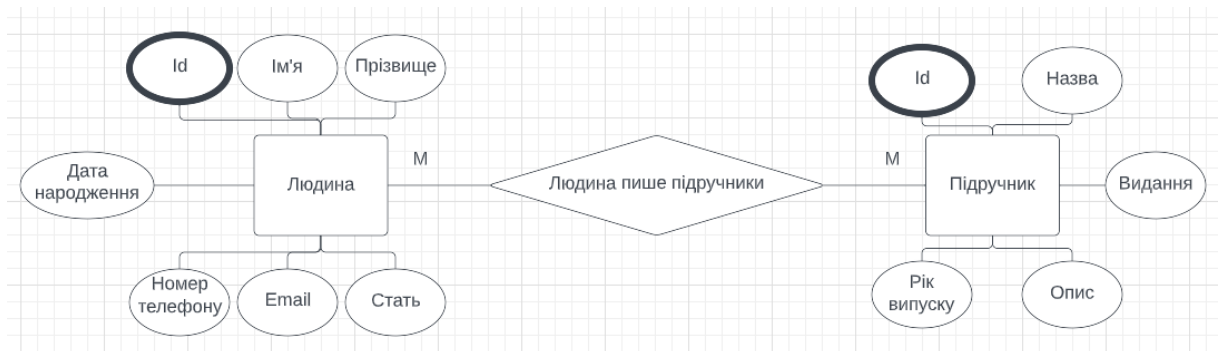 Id
Ім'я
Прізвище
Id
Назва
Дата
народження
Людина
М
Людина пише підручники
М
Підручник
Видання
Номер
телефону
Email
Стать
Рік
випуску
Опис